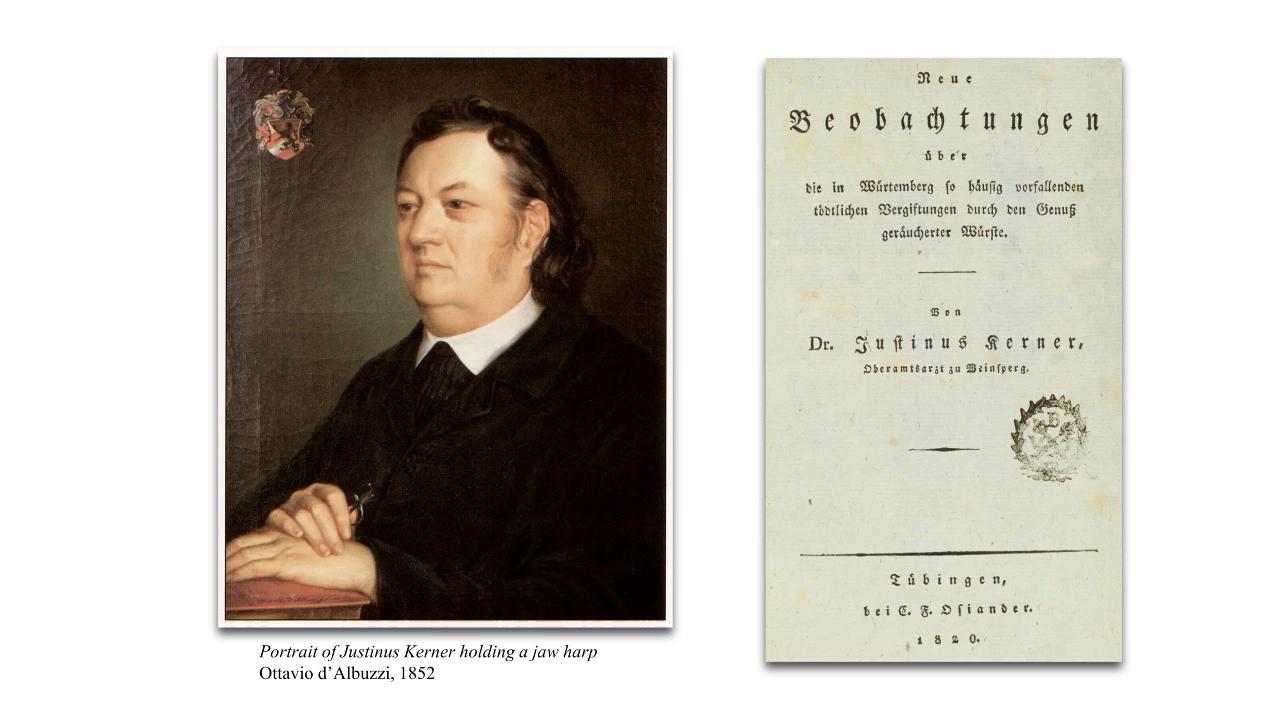 Portrait of Justinus Kerner holding a jaw harp
Ottavio d’Albuzzi, 1852
Neue
Beobachtungen
über
die in Würtemberg ſo häufig vorfallenden
tödtlichen Vergiftungen durch den Genuß
geräucherter Würſte.
Von
Dr. Juſtinus Kerner,
Oberamtsarzt zu Weinſperg.
B
Tübingen,
bei C. F. Oſiander.
1820.